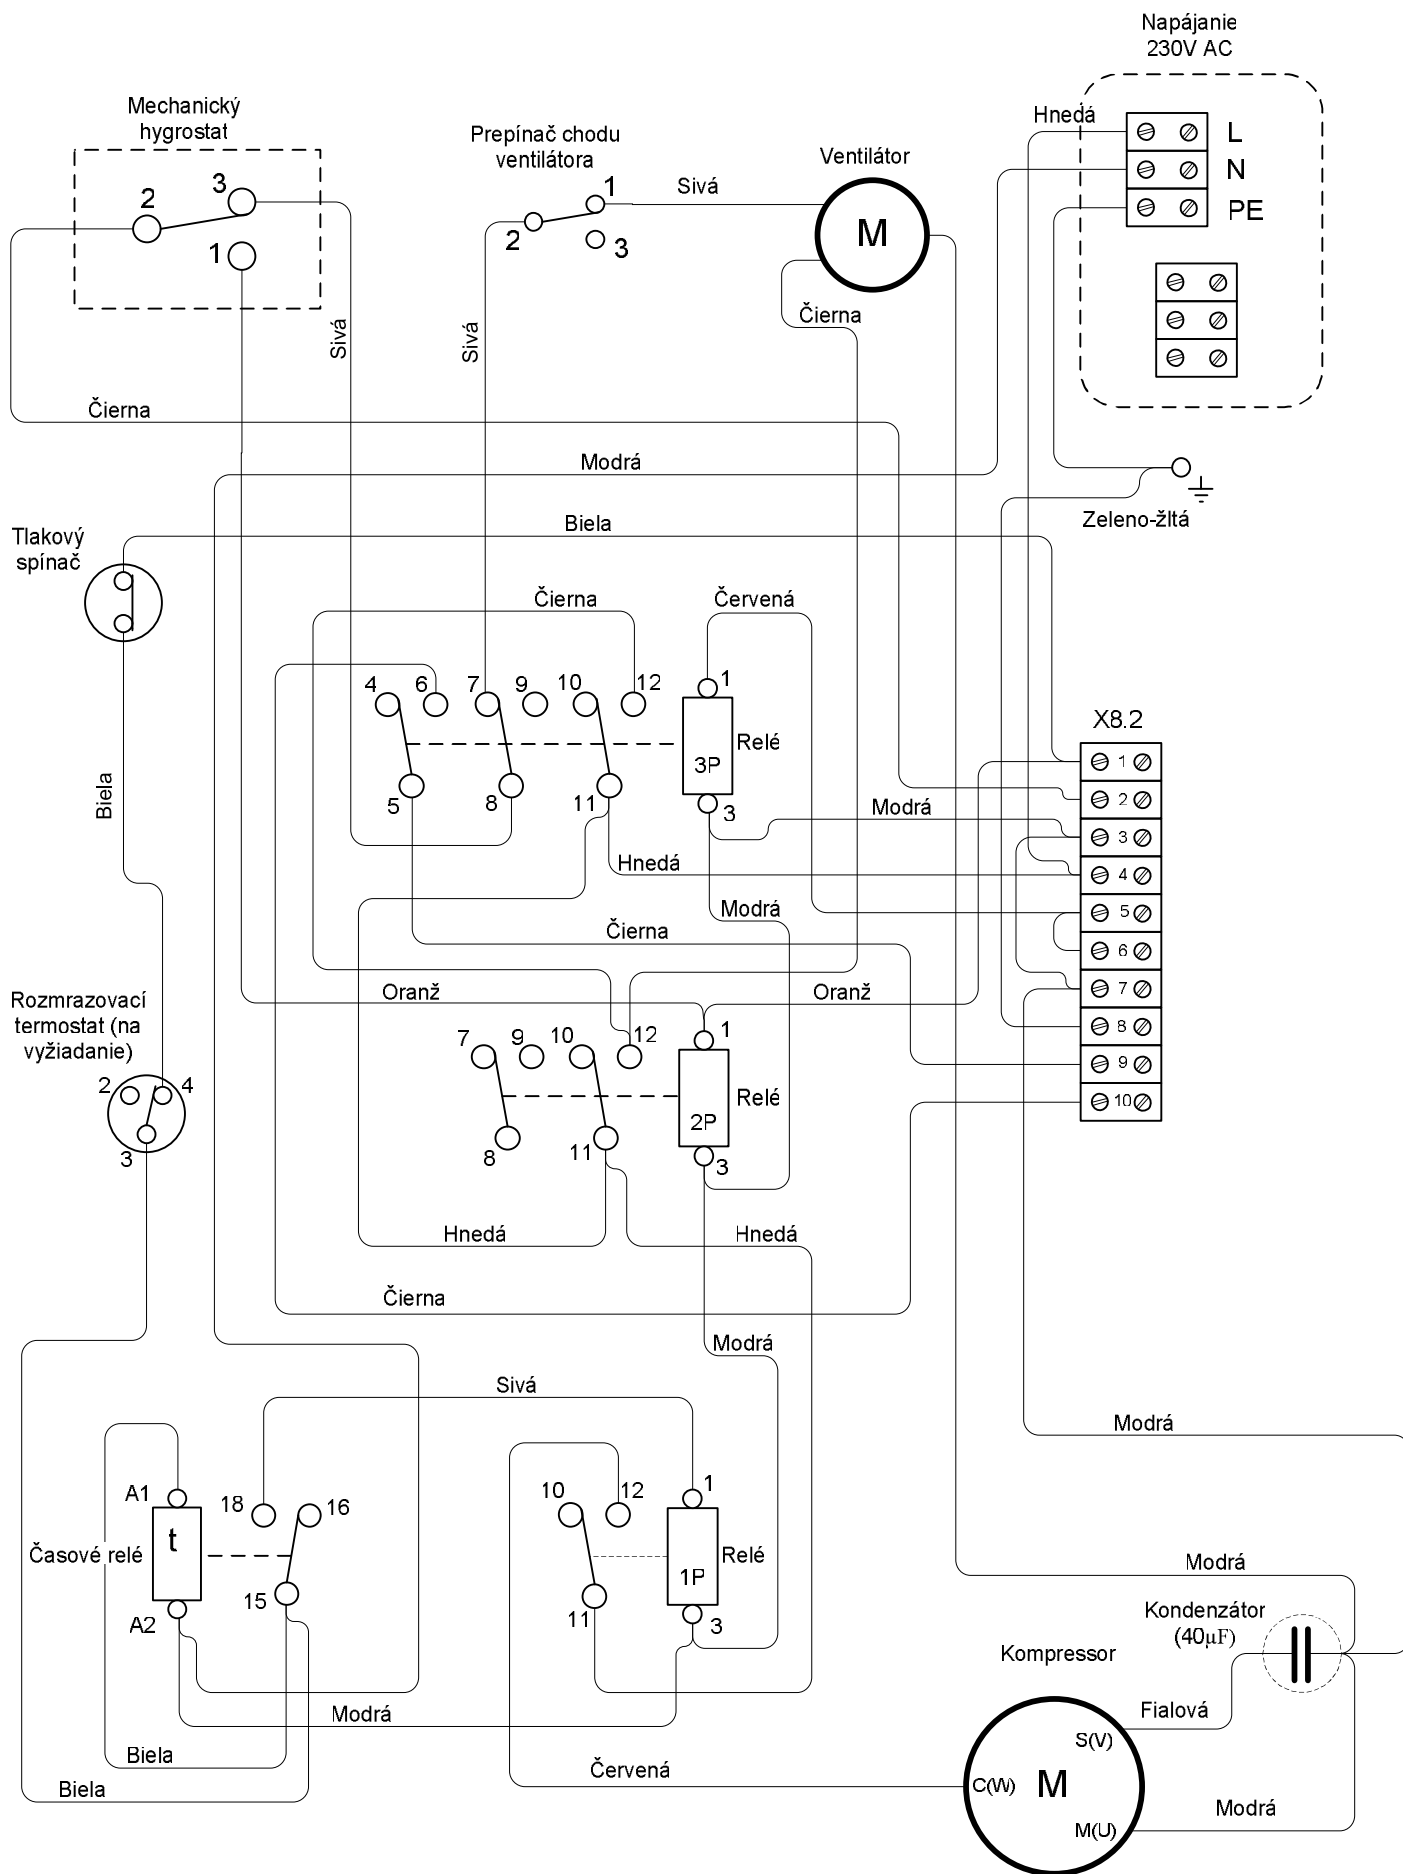 Napájanie
230V AC
Hnedá
L
N
PE
Mechanický
hygrostat
2
3
1
Prepínač chodu
ventilátora
1
2
3
Sivá
Ventilátor
M
Čierna
Sivá
Sivá
Čierna
Modrá
Zeleno-žltá
Biela
Tlakový
spínač
Biela
Čierna
Červená
4
6
7
9
10
12
1
Relé
3P
5
8
11
3
X8.2
1
2
3
4
5
6
7
8
9
10
Modrá
Hnedá
Modrá
Čierna
Oranž
Oranž
Rozmrazovací
termostat (na
vyžiadanie)
2
4
3
7
9
10
12
1
Relé
2P
8
11
3
Hnedá
Hnedá
Čierna
Modrá
Sivá
Modrá
A1
18
16
t
Časové relé
15
A2
10
12
1
Relé
1P
11
3
Modrá
Kondenzátor
(40µF)
Kompressor
Fialová
S(V)
C(W)
M
M(U)
Modrá
Modrá
Biela
Biela
Červená